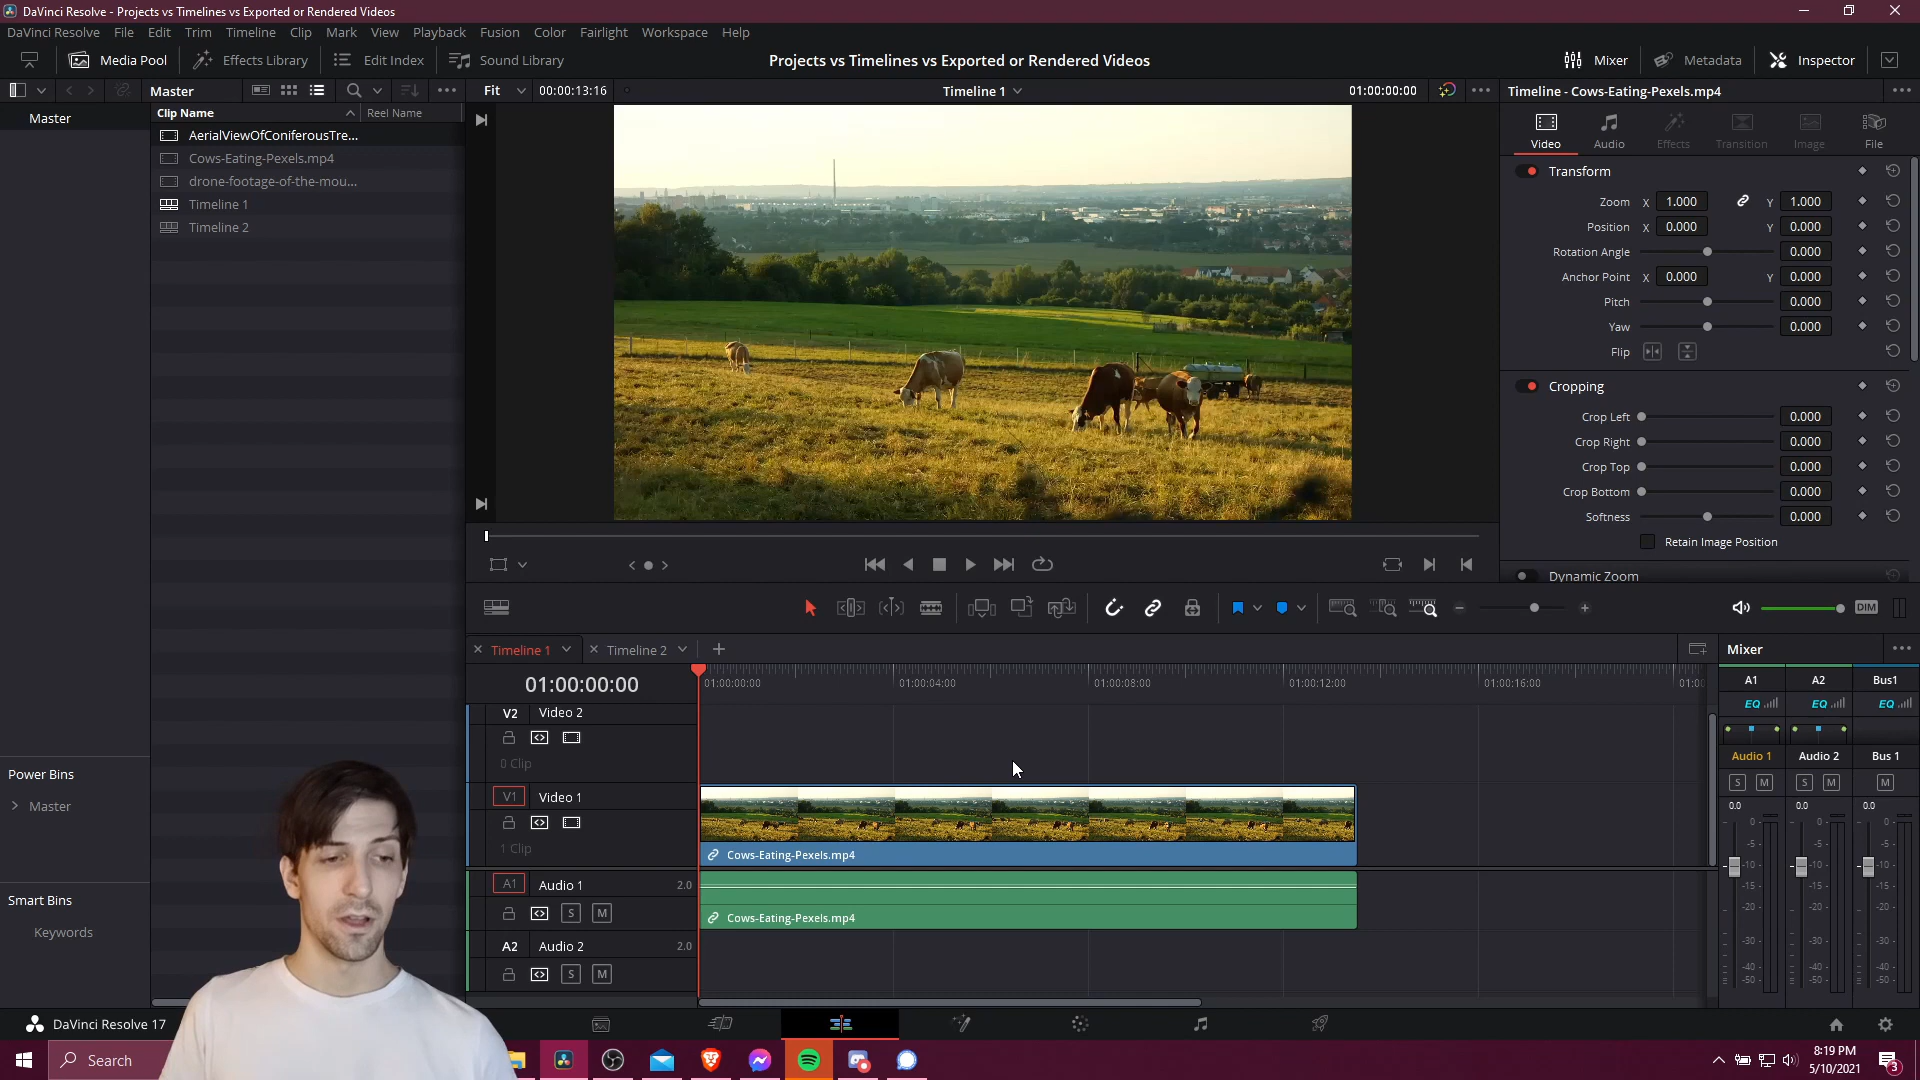 DaVinci Resolve - Projects vs Timelines vs Exported or Rendered Videos
DaVinci Resolve File Edit Trim Timeline Clip Mark View Playback Fusion Color Fairlight Workspace Help
Media Pool Effects Library Edit Index Sound Library Projects vs Timelines vs Exported or Rendered Videos Mixer Metadata Inspector
Master Fit 00:00:13:16 Timeline 1 01:00:00:00 Timeline - Cows-Eating-Pexels.mp4
Master
Clip Name Reel Name
AerialViewOfConiferousTre...
Cows-Eating-Pexels.mp4
drone-footage-of-the-mou...
Timeline 1
Timeline 2
Power Bins
Master
Smart Bins
Keywords
Video Audio Effects Transition Image File
Transform
Zoom X 1.000 Y 1.000
Position X 0.000 Y 0.000
Rotation Angle 0.000
Anchor Point X 0.000 Y 0.000
Pitch 0.000
Yaw 0.000
Flip
Cropping
Crop Left 0.000
Crop Right 0.000
Crop Top 0.000
Crop Bottom 0.000
Softness 0.000
Retain Image Position
Dynamic Zoom
DIM
Timeline 1 Timeline 2
01:00:00:00 01:00:00:00 01:00:04:00 01:00:08:00 01:00:12:00 01:00:16:00 01:00
V2 Video 2
0 Clip
V1 Video 1
1 Clip
Cows-Eating-Pexels.mp4
A1 Audio 1 2.0
S M
Cows-Eating-Pexels.mp4
A2 Audio 2 2.0
S M
Mixer
A1 A2 Bus1
EQ EQ EQ
Audio 1 Audio 2 Bus 1
S M S M M
0.0 0.0 0.0
0 0 0
-5 -5 -5
-10 -10 -10
-15 -15 -15
-20 -20 -20
-30 -30 -30
-40 -40 -40
-50 -50 -50
DaVinci Resolve 17
Search
8:19 PM
5/10/2021
3